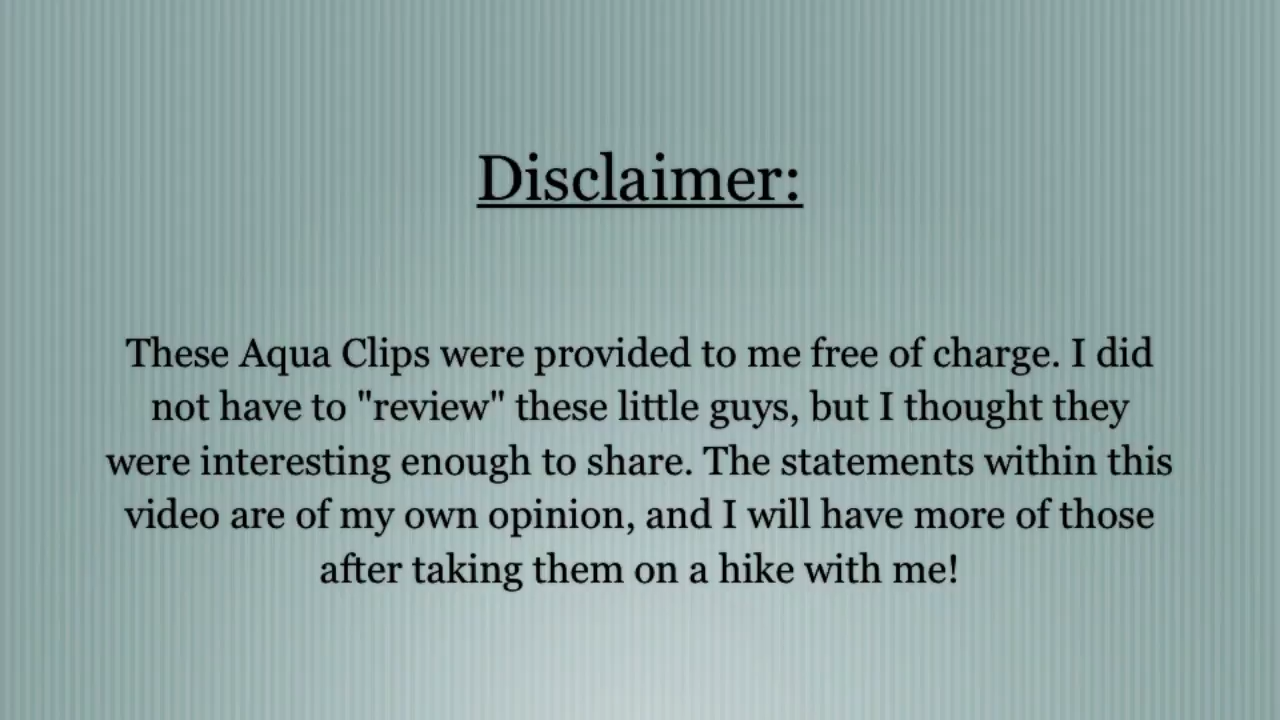 Disclaimer:
These Aqua Clips were provided to me free of charge. I did
not have to "review" these little guys, but I thought they
were interesting enough to share. The statements within this
video are of my own opinion, and I will have more of those
after taking them on a hike with me!